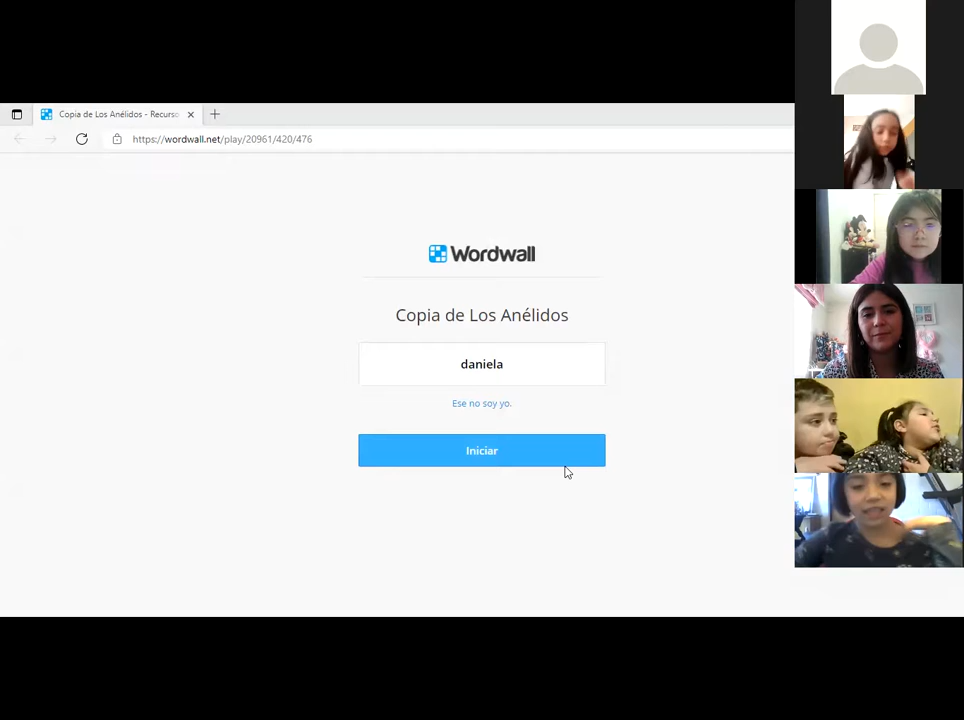 Copia de Los Anélidos - Recurso
https://wordwall.net/play/20961/420/476
Wordwall
Copia de Los Anélidos
daniela
Ese no soy yo.
Iniciar